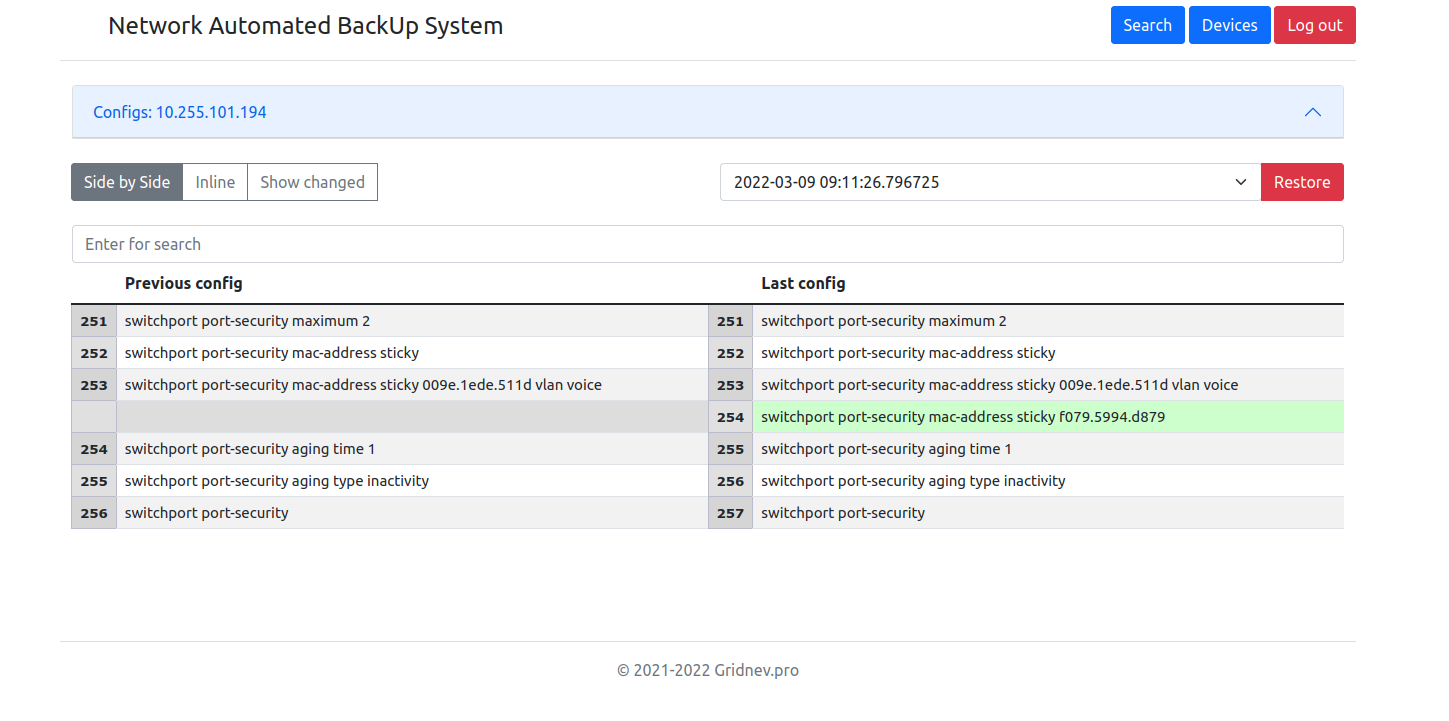 Network Automated BackUp System
Search Devices Log out
Configs: 10.255.101.194
Side by Side Inline Show changed
2022-03-09 09:11:26.796725 Restore
Enter for search
Previous config Last config
251 switchport port-security maximum 2 251 switchport port-security maximum 2
252 switchport port-security mac-address sticky 252 switchport port-security mac-address sticky
253 switchport port-security mac-address sticky 009e.1ede.511d vlan voice 253 switchport port-security mac-address sticky 009e.1ede.511d vlan voice
254 switchport port-security mac-address sticky f079.5994.d879
254 switchport port-security aging time 1 255 switchport port-security aging time 1
255 switchport port-security aging type inactivity 256 switchport port-security aging type inactivity
256 switchport port-security 257 switchport port-security
© 2021-2022 Gridnev.pro